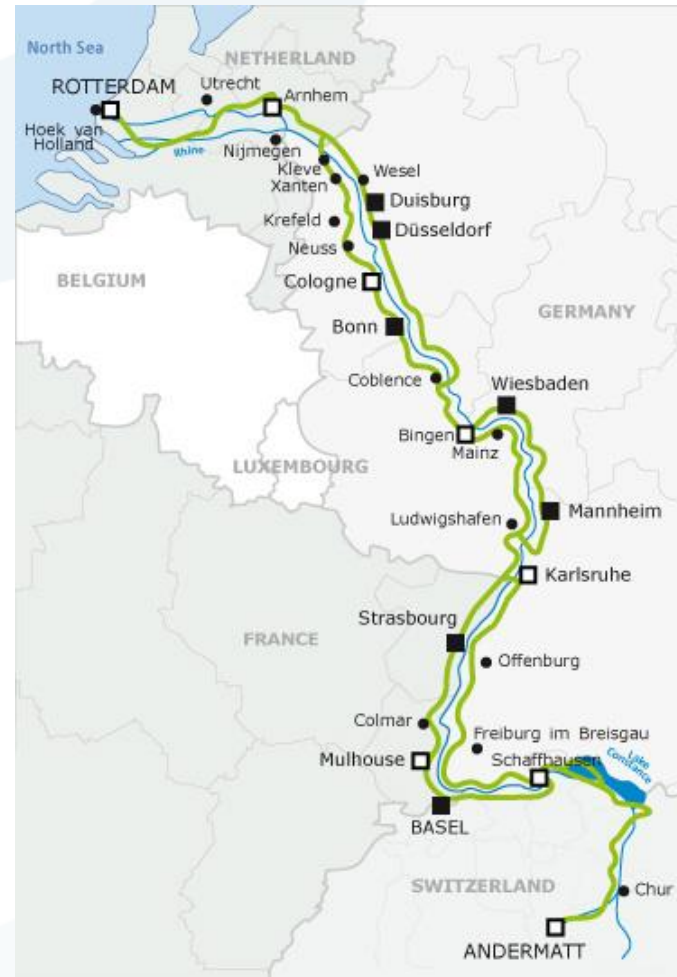 North Sea
NETHERLAND
ROTTERDAM
Utrecht
Arnhem
Hoek van
Holland
Rhine
Nijmegen
Kleve
Xanten
Wesel
Duisburg
Krefeld
Düsseldorf
Neuss
BELGIUM
Cologne
GERMANY
Bonn
Coblence
Wiesbaden
Bingen
Mainz
LUXEMBOURG
Ludwigshafen
Mannheim
Karlsruhe
Strasbourg
FRANCE
Offenburg
Colmar
Freiburg im Breisgau
Mulhouse
Schaffhausen
Lake
Constance
BASEL
SWITZERLAND
Chur
ANDERMATT